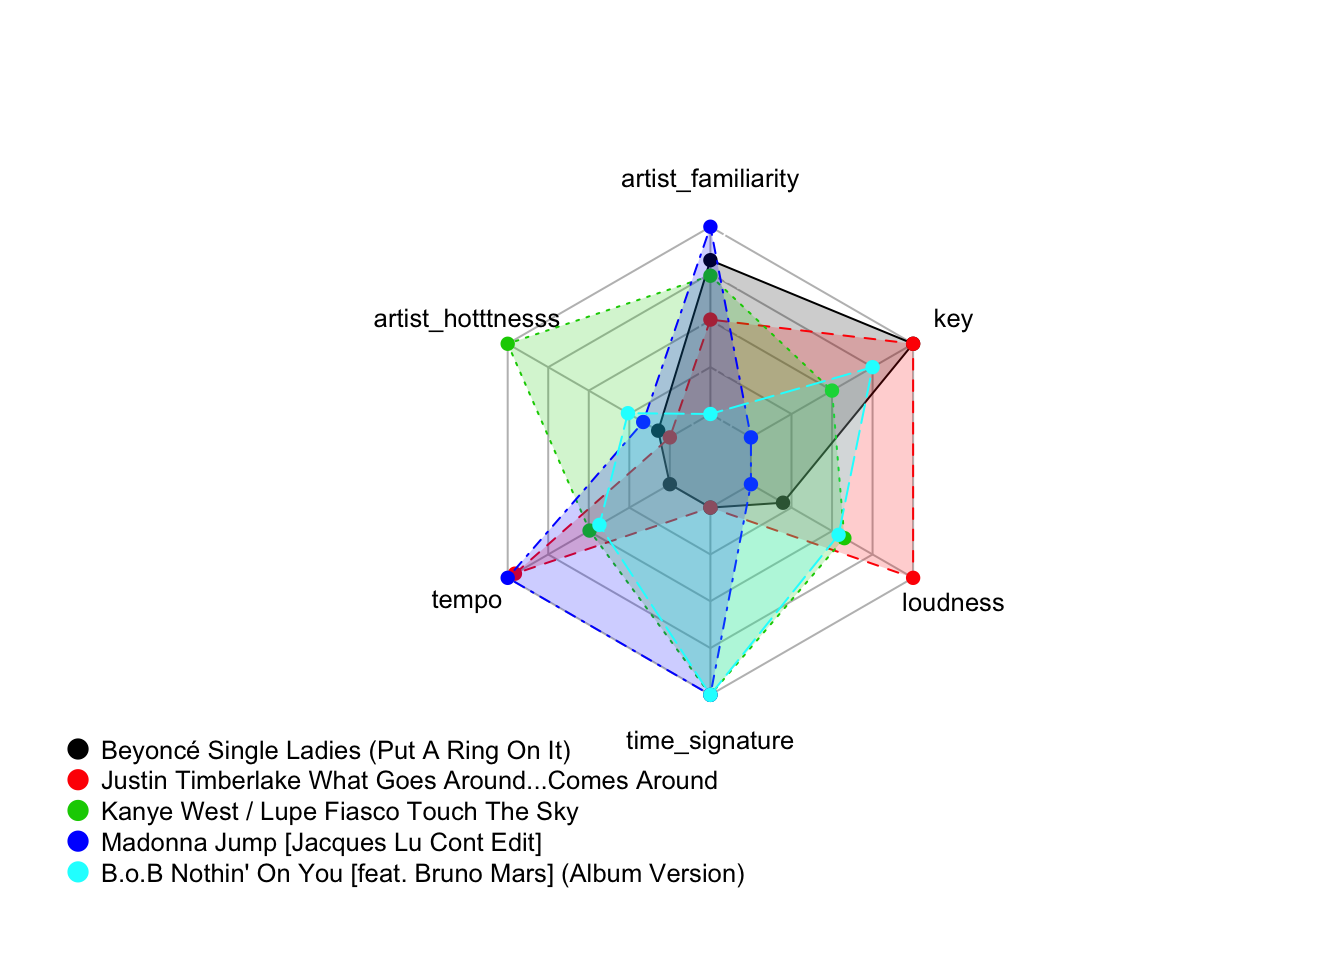 artist_familiarity
artist_hotttnesss
key
tempo
loudness
time_signature
Beyoncé Single Ladies (Put A Ring On It)
Justin Timberlake What Goes Around...Comes Around
Kanye West / Lupe Fiasco Touch The Sky
Madonna Jump [Jacques Lu Cont Edit]
B.o.B Nothin' On You [feat. Bruno Mars] (Album Version)